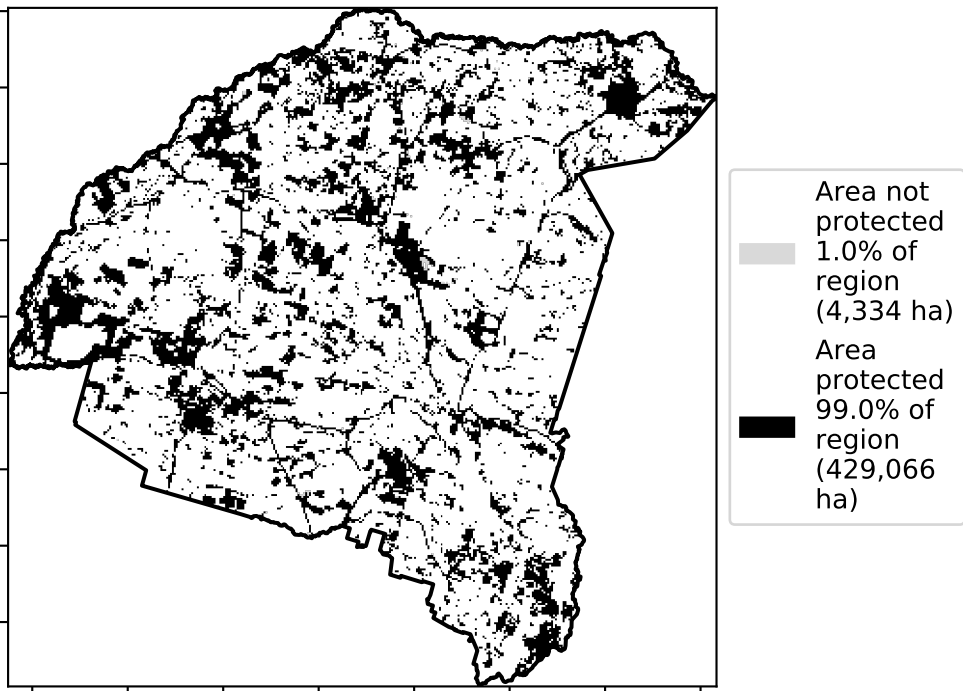 Area not
protected
1.0% of
region
(4,334 ha)
Area
protected
99.0% of
region
(429,066
ha)